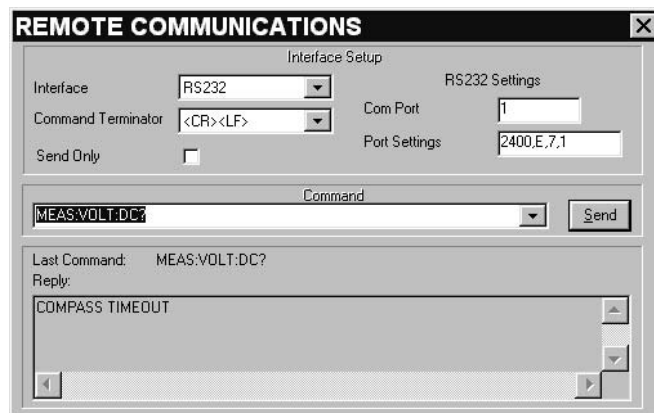 REMOTE COMMUNICATIONS
Interface Setup
Interface
RS232
Command Terminator
<CR><LF>
Send Only
RS232 Settings
Com Port
1
Port Settings
2400,E,7,1
Command
MEAS:VOLT:DC?
Send
Last Command: MEAS:VOLT:DC?
Reply:
COMPASS TIMEOUT